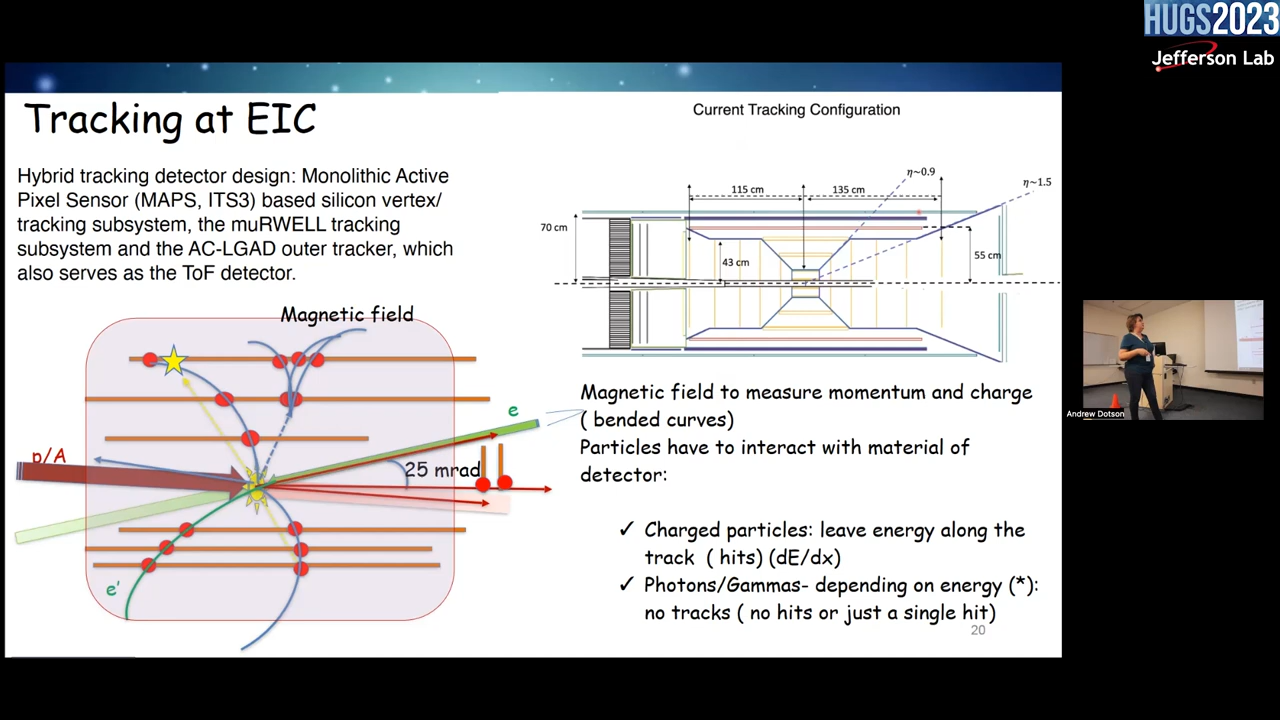 HUGS2023
Jefferson Lab
Tracking at EIC
Hybrid tracking detector design: Monolithic Active
Pixel Sensor (MAPS, ITS3) based silicon vertex/
tracking subsystem, the muRWELL tracking
subsystem and the AC-LGAD outer tracker, which
also serves as the ToF detector.
Current Tracking Configuration
η~0.9
η~1.5
115 cm
135 cm
70 cm
43 cm
55 cm
Magnetic field
e
p/A
25 mrad
e'
Magnetic field to measure momentum and charge
( bended curves)
Particles have to interact with material of
detector:
✓ Charged particles: leave energy along the
track ( hits) (dE/dx)
✓ Photons/Gammas- depending on energy (*):
no tracks ( no hits or just a single hit)
20
Andrew Dotson